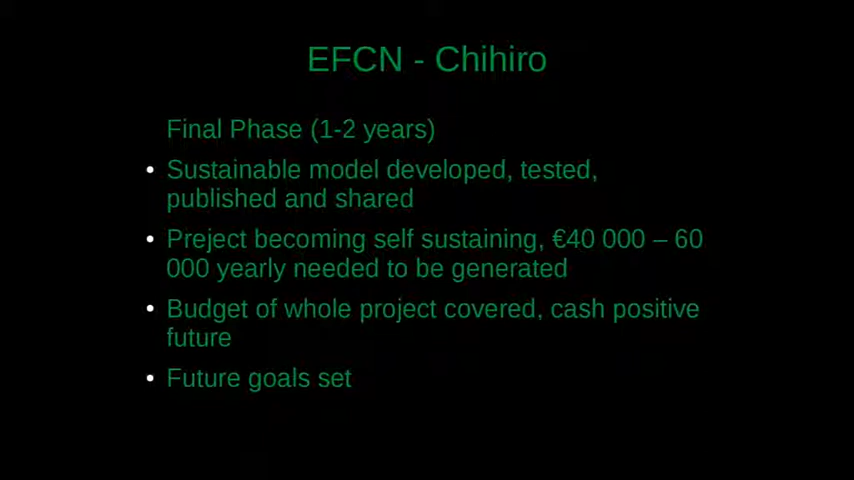 EFCN - Chihiro
Final Phase (1-2 years)
• Sustainable model developed, tested,
published and shared
• Preject becoming self sustaining, €40 000 – 60
000 yearly needed to be generated
• Budget of whole project covered, cash positive
future
• Future goals set